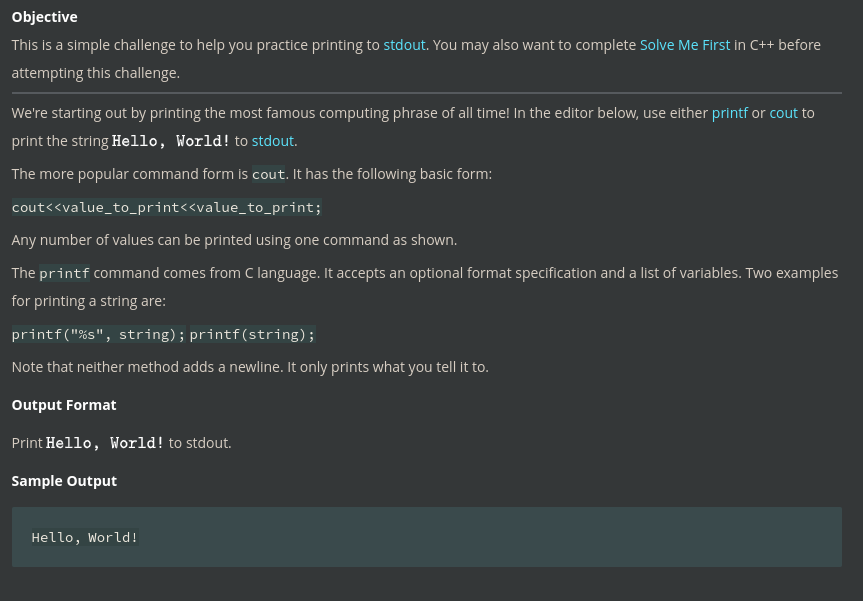 Objective
This is a simple challenge to help you practice printing to stdout. You may also want to complete Solve Me First in C++ before
attempting this challenge.
We're starting out by printing the most famous computing phrase of all time! In the editor below, use either printf or cout to
print the string Hello, World! to stdout.
The more popular command form is cout. It has the following basic form:
cout<<value_to_print<<value_to_print;
Any number of values can be printed using one command as shown.
The printf command comes from C language. It accepts an optional format specification and a list of variables. Two examples
for printing a string are:
printf("%s", string); printf(string);
Note that neither method adds a newline. It only prints what you tell it to.
Output Format
Print Hello, World! to stdout.
Sample Output
Hello, World!